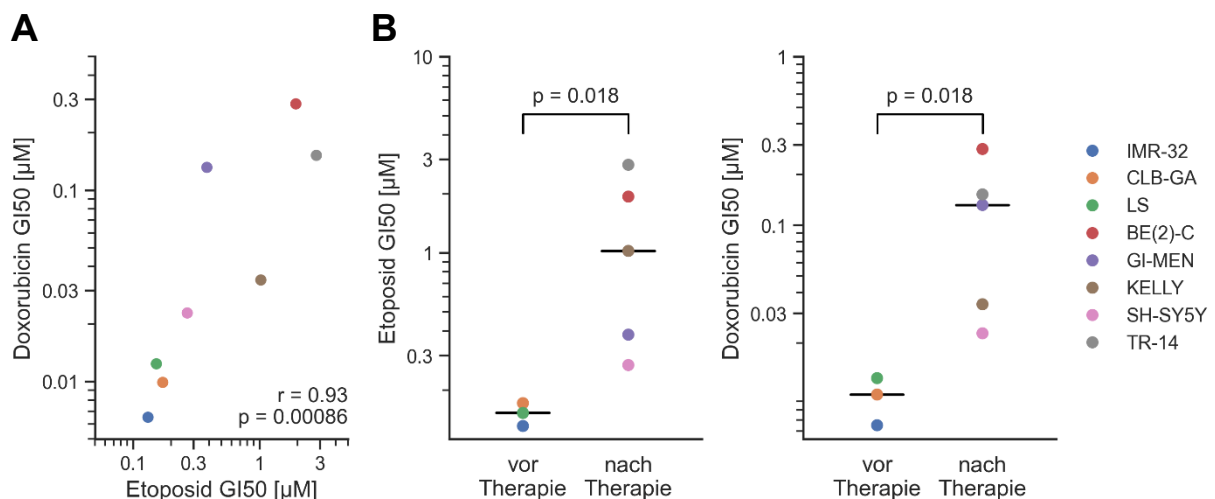 A
B
Doxorubicin GI50 [µM]
0.3
0.1
0.03
0.01
0.1
0.3
1
3
Etoposid GI50 [µM]
r = 0.93
p = 0.00086
Etoposid GI50 [µM]
10
3
1
0.3
p = 0.018
vor
Therapie
nach
Therapie
Doxorubicin GI50 [µM]
1
0.3
0.1
0.03
p = 0.018
vor
Therapie
nach
Therapie
IMR-32
CLB-GA
LS
BE(2)-C
GI-MEN
KELLY
SH-SY5Y
TR-14